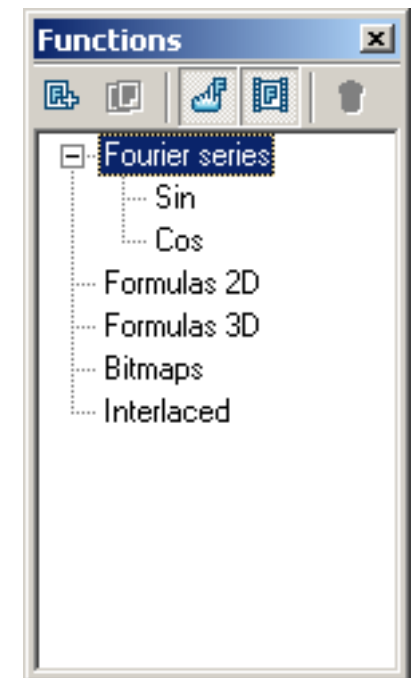 Functions
Fourier series
Sin
Cos
Formulas 2D
Formulas 3D
Bitmaps
Interlaced